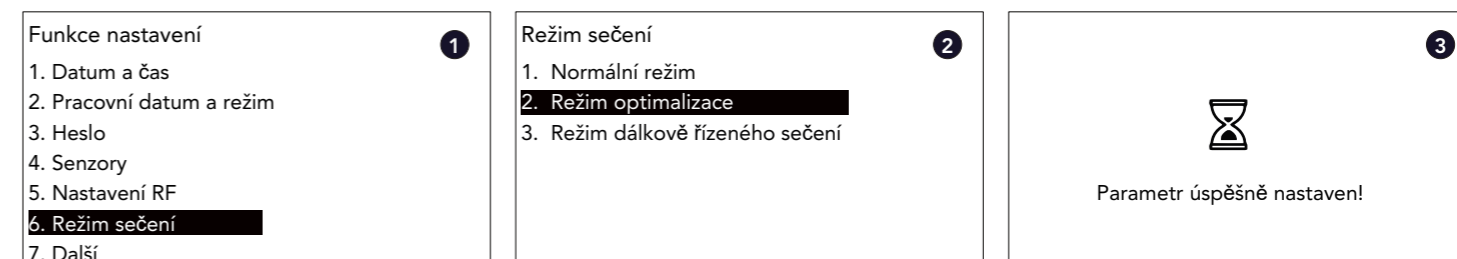 Funkce nastavení
1
1. Datum a čas
2. Pracovní datum a režim
3. Heslo
4. Senzory
5. Nastavení RF
6. Režim sečení
7. Další
Režim sečení
2
1. Normální režim
2. Režim optimalizace
3. Režim dálkově řízeného sečení
3
Parametr úspěšně nastaven!